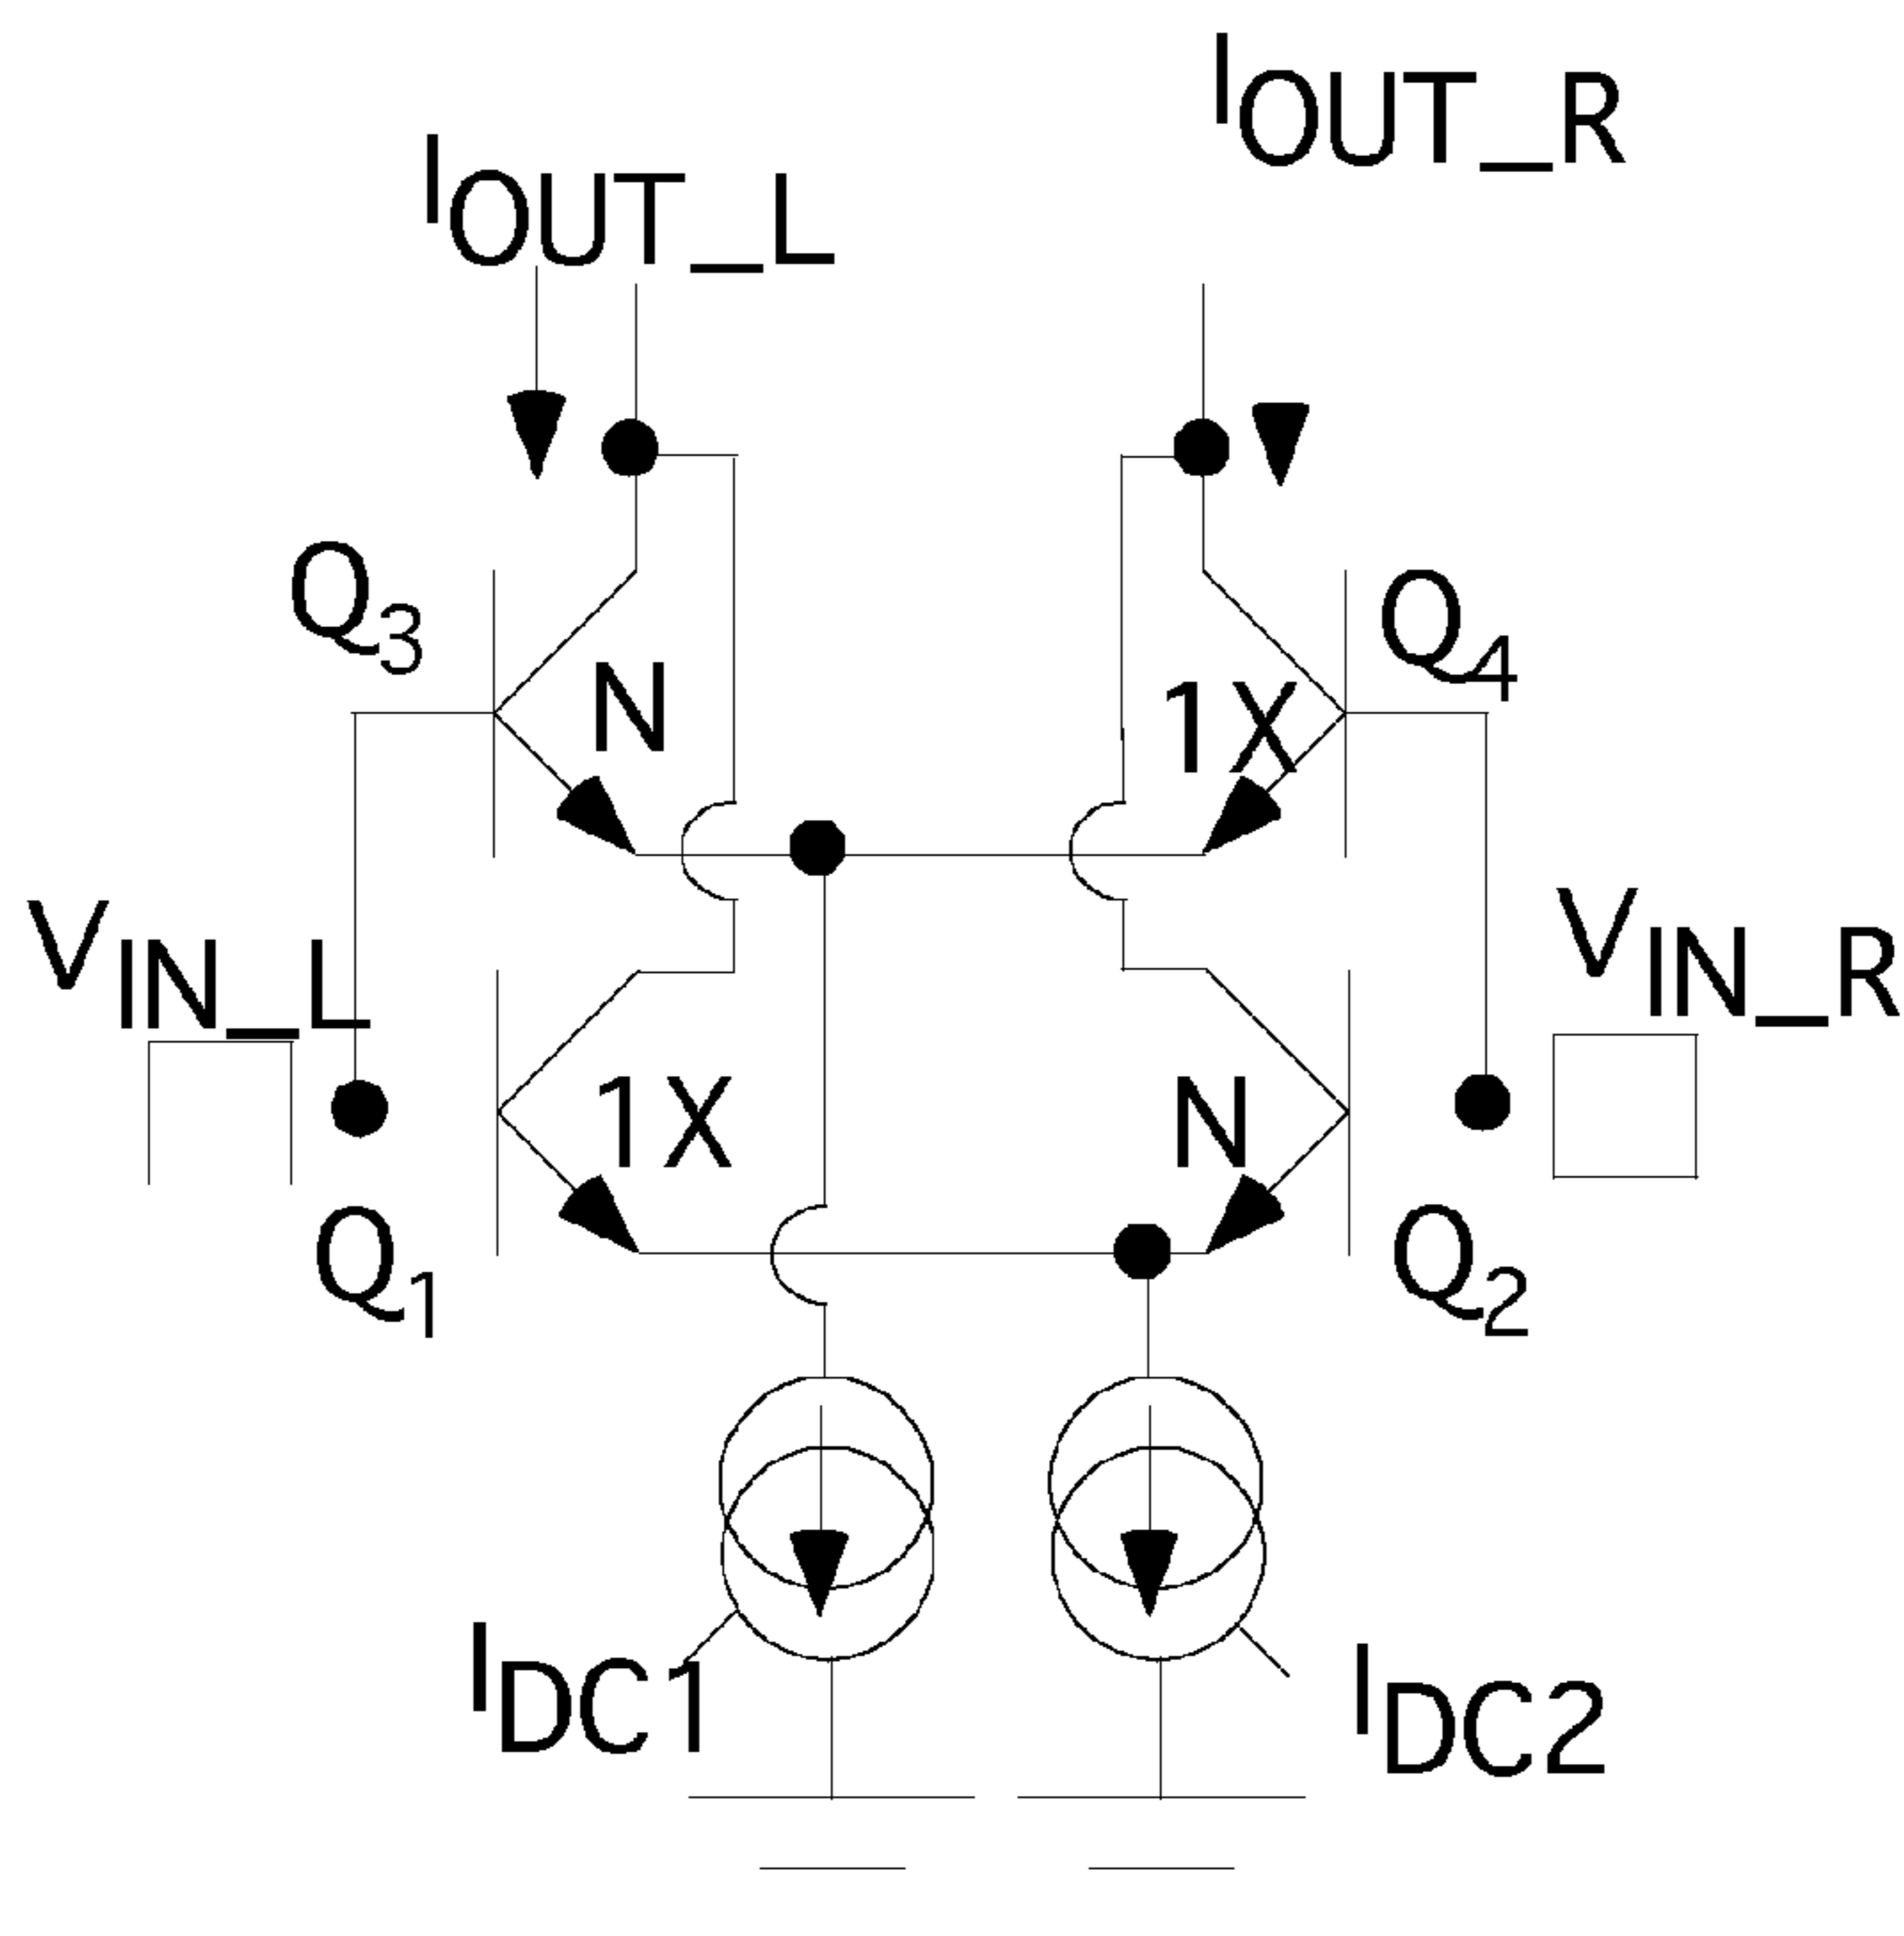 IOUT_R
IOUT_L
Q3
Q4
N
1X
VIN_L
VIN_R
1X
N
Q1
Q2
IDC1
IDC2